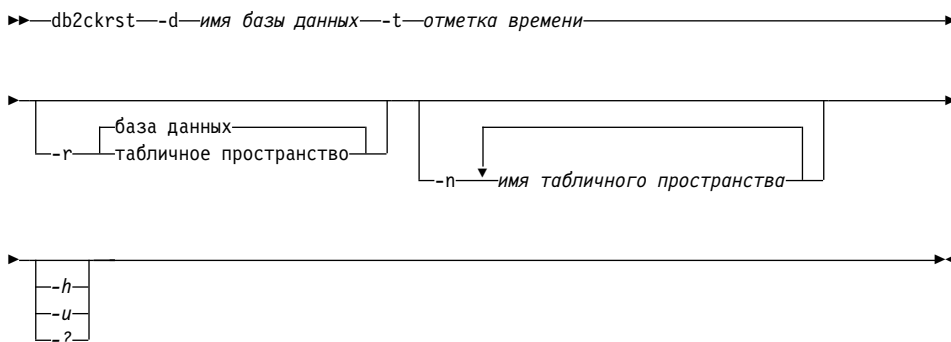 db2ckrst -d имя базы данных -t отметка времени
база данных
-r табличное пространство
-n имя табличного пространства
-h
-u
-?